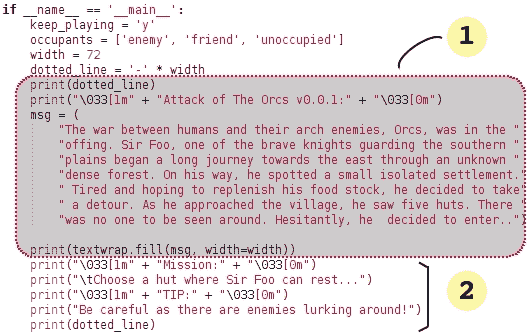 if __name__ == '__main__':
    keep_playing = 'y'
    occupants = ['enemy', 'friend', 'unoccupied']
    width = 72
    dotted_line = '-' * width
    print(dotted_line)
    print("\033[1m" + "Attack of The Orcs v0.0.1:" + "\033[0m")
    msg = (
        "The war between humans and their arch enemies, Orcs, was in the "
        "offing. Sir Foo, one of the brave knights guarding the southern "
        "plains began a long journey towards the east through an unknown "
        "dense forest. On his way, he spotted a small isolated settlement."
        " Tired and hoping to replenish his food stock, he decided to take"
        " a detour. As he approached the village, he saw five huts. There "
        "was no one to be seen around. Hesitantly, he  decided to enter..")
    print(textwrap.fill(msg, width=width))
    print("\033[1m" + "Mission:" + "\033[0m")
    print("\tChoose a hut where Sir Foo can rest...")
    print("\033[1m" + "TIP:" + "\033[0m")
    print("Be careful as there are enemies lurking around!")
    print(dotted_line)
1
2